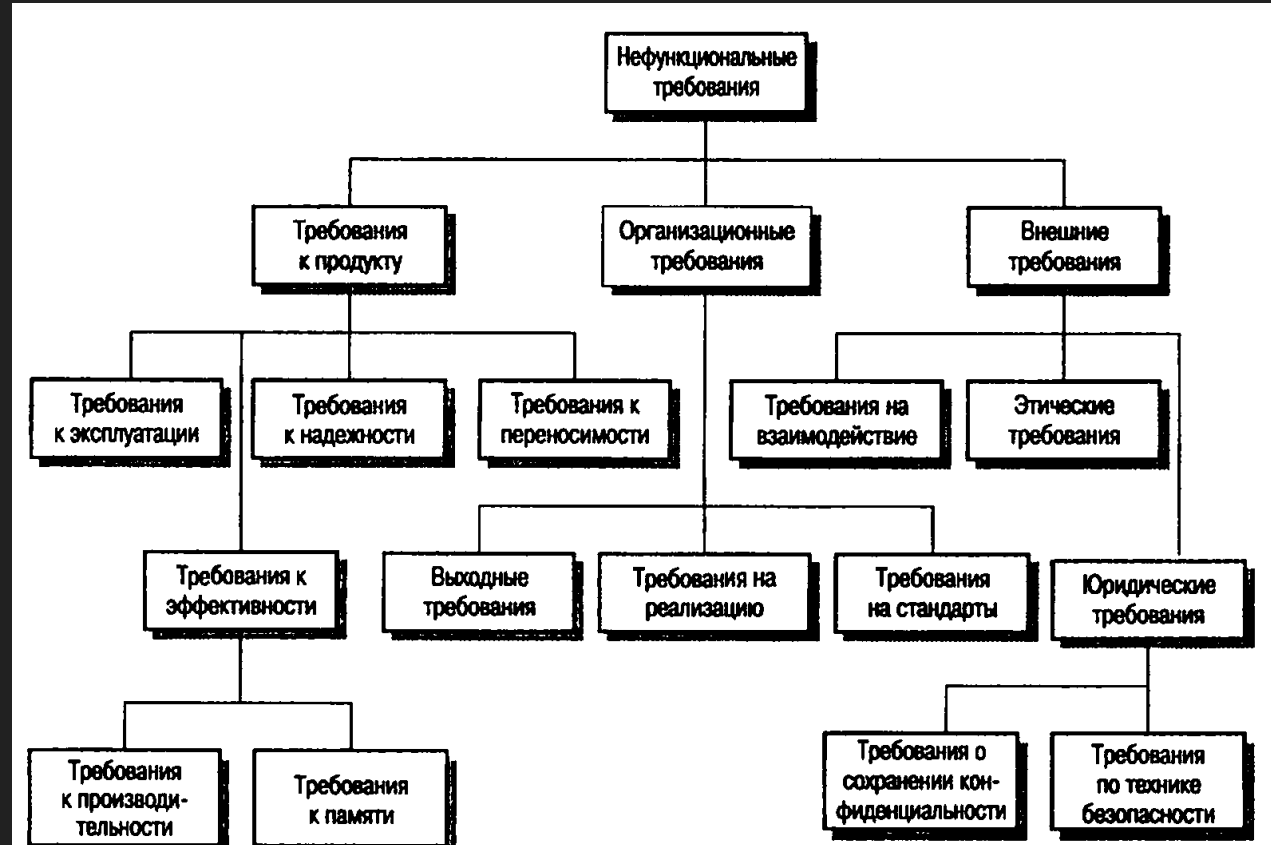 Нефункциональные
требования
Требования
к продукту
Организационные
требования
Внешние
требования
Требования
к эксплуатации
Требования
к надежности
Требования к
переносимости
Требования на
взаимодействие
Этические
требования
Требования к
эффективности
Выходные
требования
Требования на
реализацию
Требования
на стандарты
Юридические
требования
Требования
к производи-
тельности
Требования
к памяти
Требования о
сохранении кон-
фиденциальности
Требования
по технике
безопасности